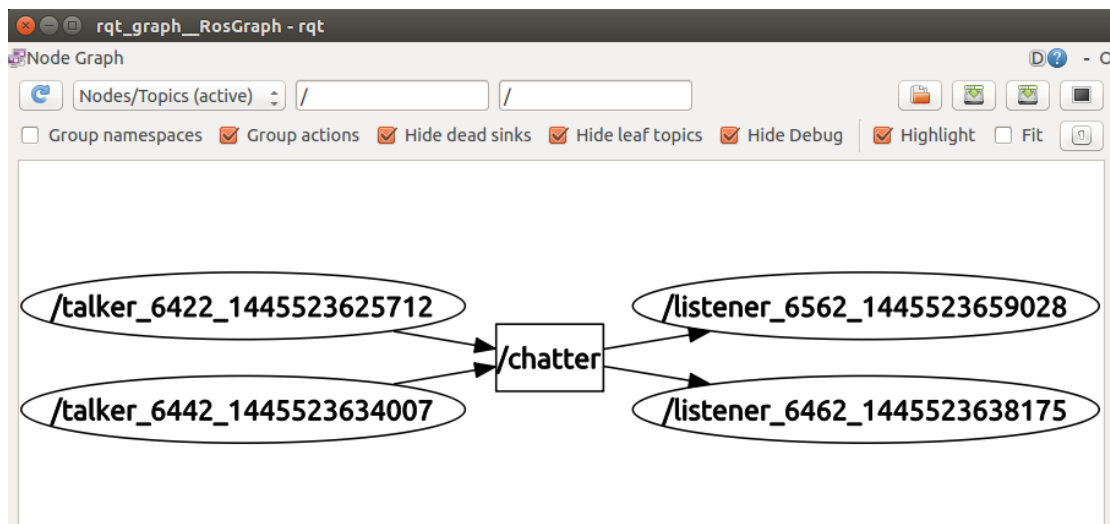 rqt_graph__RosGraph - rqt
Node Graph D ? - O
Nodes/Topics (active) / /
Group namespaces Group actions Hide dead sinks Hide leaf topics Hide Debug Highlight Fit
/talker_6422_1445523625712 /listener_6562_1445523659028
/chatter
/talker_6442_1445523634007 /listener_6462_1445523638175